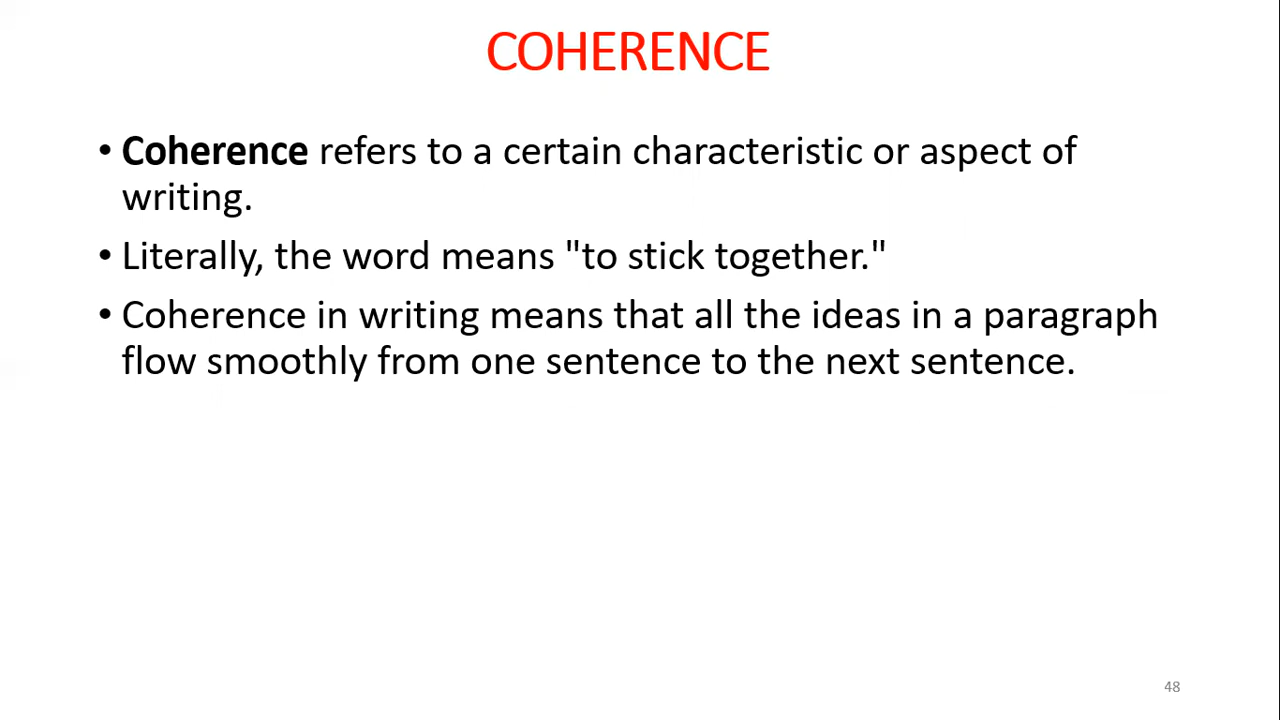 COHERENCE
• Coherence refers to a certain characteristic or aspect of
writing.
• Literally, the word means "to stick together."
• Coherence in writing means that all the ideas in a paragraph
flow smoothly from one sentence to the next sentence.
48